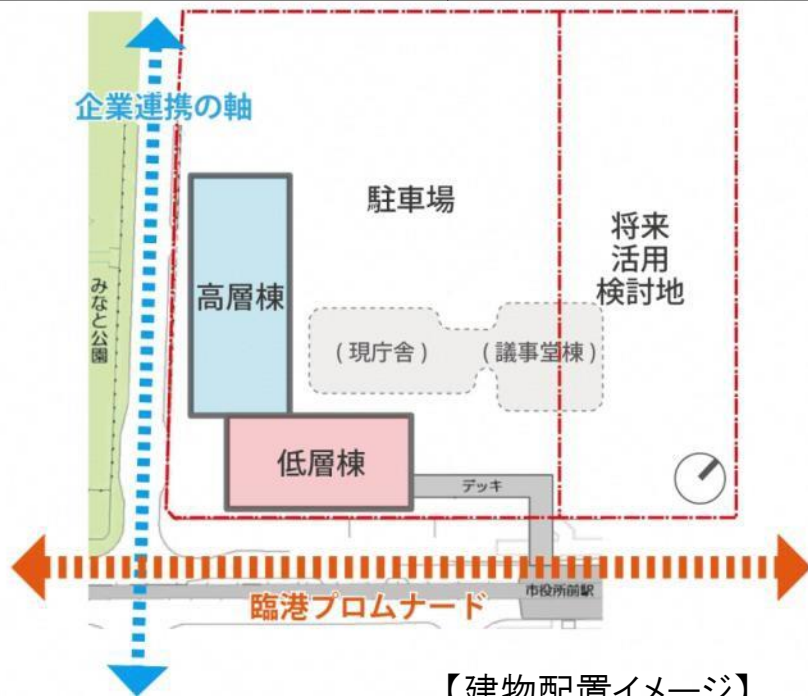 企業連携の軸
駐車場
将来
活用
検討地
みなと公園
高層棟
(現庁舎)
(議事堂棟)
低層棟
デッキ
臨港プロムナード
市役所前駅
【建物配置イメージ】